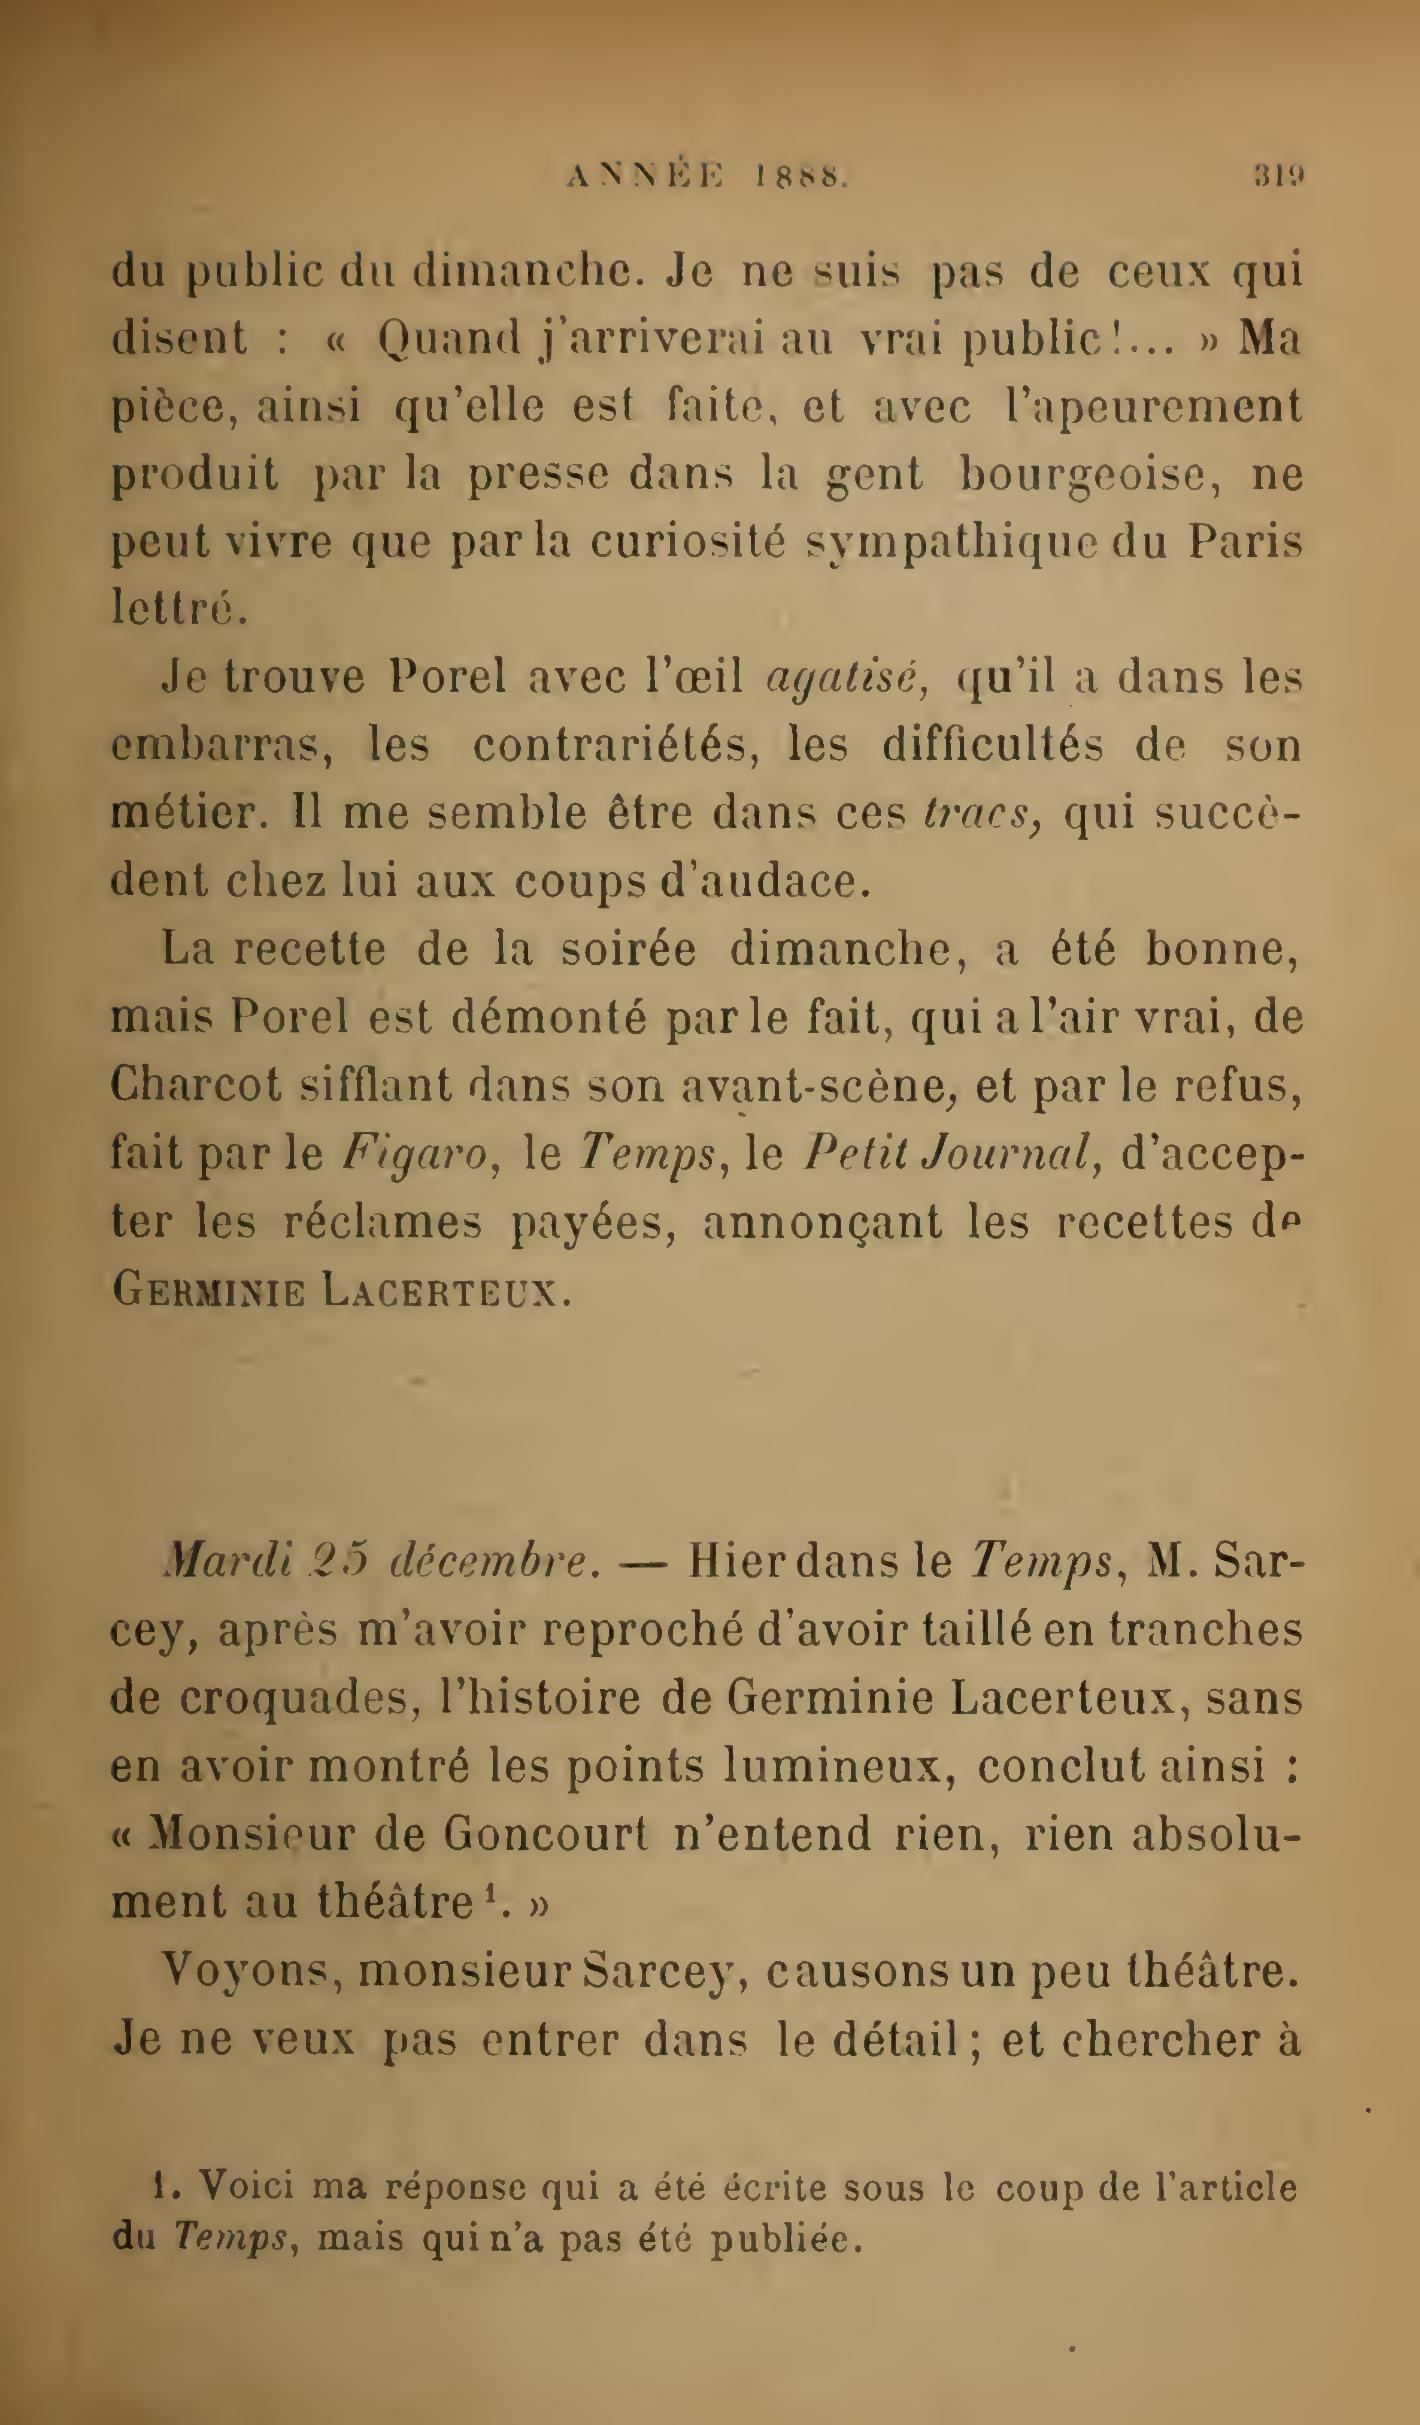 ANNÉE 1888. 319
du public du dimanche. Je ne suis pas de ceux qui
disent : « Quand j'arriverai au vrai public!... » Ma
pièce, ainsi qu'elle est faite, et avec l'apeurement
produit par la presse dans la gent bourgeoise, ne
peut vivre que par la curiosité sympathique du Paris
lettré.
Je trouve Porel avec l'œil agatisé, qu'il a dans les
embarras, les contrariétés, les difficultés de son
métier. Il me semble être dans ces tracs, qui succè-
dent chez lui aux coups d'audace.
La recette de la soirée dimanche, a été bonne,
mais Porel est démonté par le fait, qui a l'air vrai, de
Charcot sifflant dans son avant-scène, et par le refus,
fait par le Figaro, le Temps, le Petit Journal, d'accep-
ter les réclames payées, annonçant les recettes de
GERMINIE LACERTEUX.
Mardi 25 décembre. — Hier dans le Temps, M. Sar-
cey, après m'avoir reproché d'avoir taillé en tranches
de croquades, l'histoire de Germinie Lacerteux, sans
en avoir montré les points lumineux, conclut ainsi :
« Monsieur de Goncourt n'entend rien, rien absolu-
ment au théâtre¹. »
Voyons, monsieur Sarcey, causons un peu théâtre.
Je ne veux pas entrer dans le détail ; et chercher à
1. Voici ma réponse qui a été écrite sous le coup de l'article
du Temps, mais qui n'a pas été publiée.